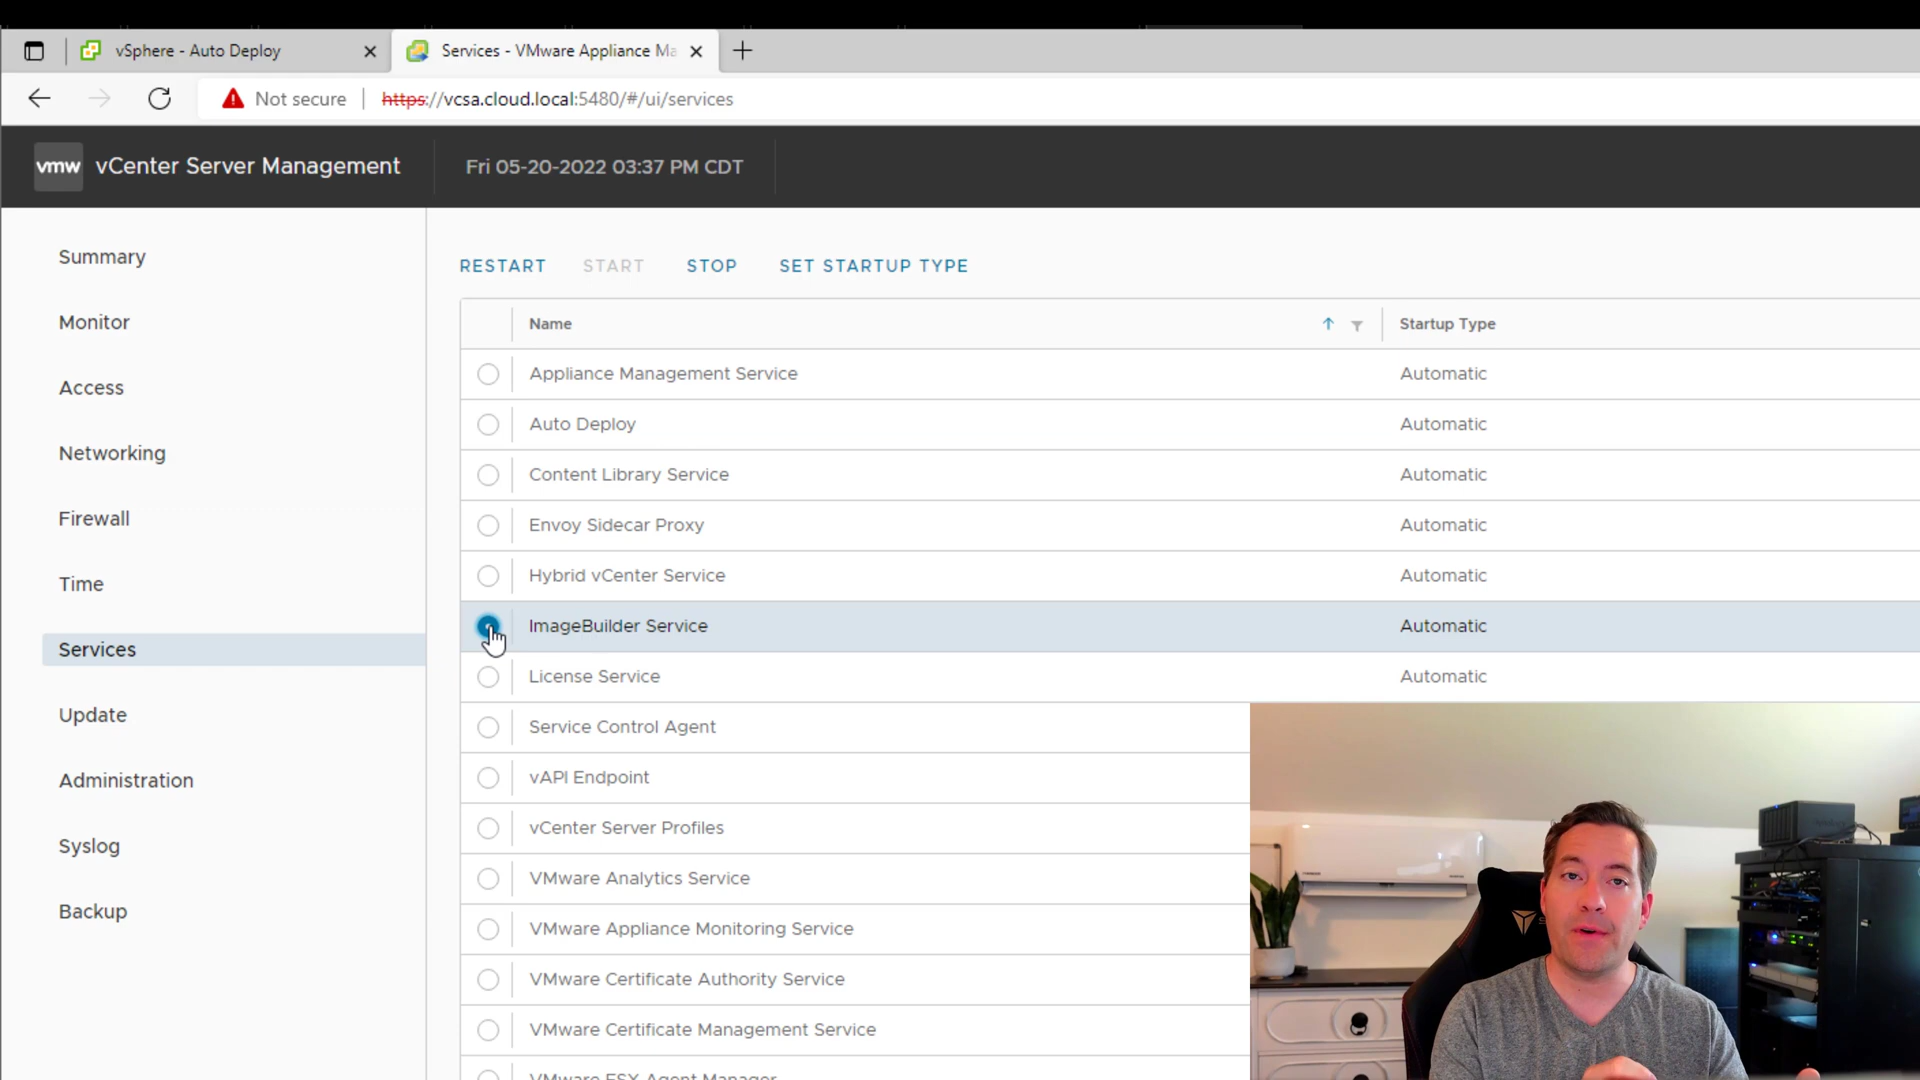 vSphere - Auto Deploy
Services - VMware Appliance Ma
Not secure
https://vcsa.cloud.local:5480/#/ui/services
vmw vCenter Server Management
Fri 05-20-2022 03:37 PM CDT
Summary
Monitor
Access
Networking
Firewall
Time
Services
Update
Administration
Syslog
Backup
RESTART START STOP SET STARTUP TYPE
Name Startup Type
Appliance Management Service Automatic
Auto Deploy Automatic
Content Library Service Automatic
Envoy Sidecar Proxy Automatic
Hybrid vCenter Service Automatic
ImageBuilder Service Automatic
License Service Automatic
Service Control Agent
vAPI Endpoint
vCenter Server Profiles
VMware Analytics Service
VMware Appliance Monitoring Service
VMware Certificate Authority Service
VMware Certificate Management Service
VMware ESX Agent Manager